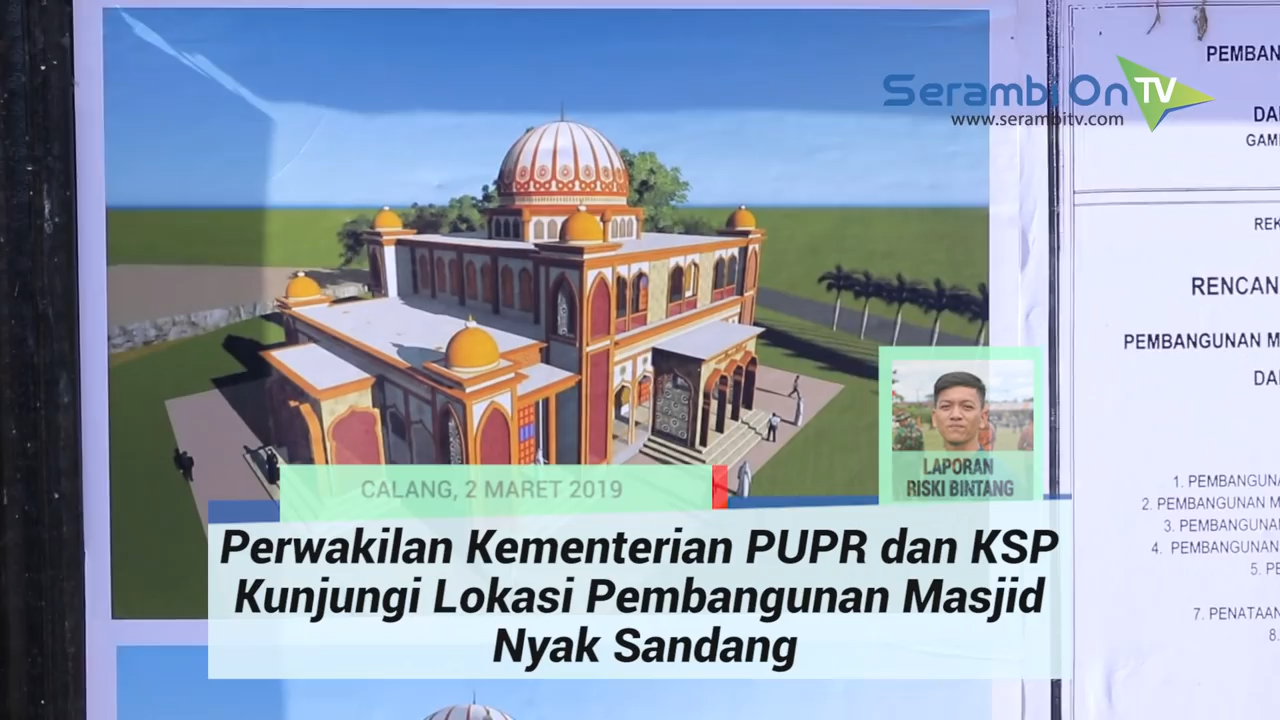 Serambi On TV
www.serambitv.com
PEMBAN
DA
GAM
REK
RENCAN
PEMBANGUNAN M
DA
1. PEMBANGUNA
2. PEMBANGUNAN M
3. PEMBANGUNAN
4. PEMBANGUNAN
5. PE
7. PENATAAN
8.
LAPORAN
RISKI BINTANG
CALANG, 2 MARET 2019
Perwakilan Kementerian PUPR dan KSP
Kunjungi Lokasi Pembangunan Masjid
Nyak Sandang